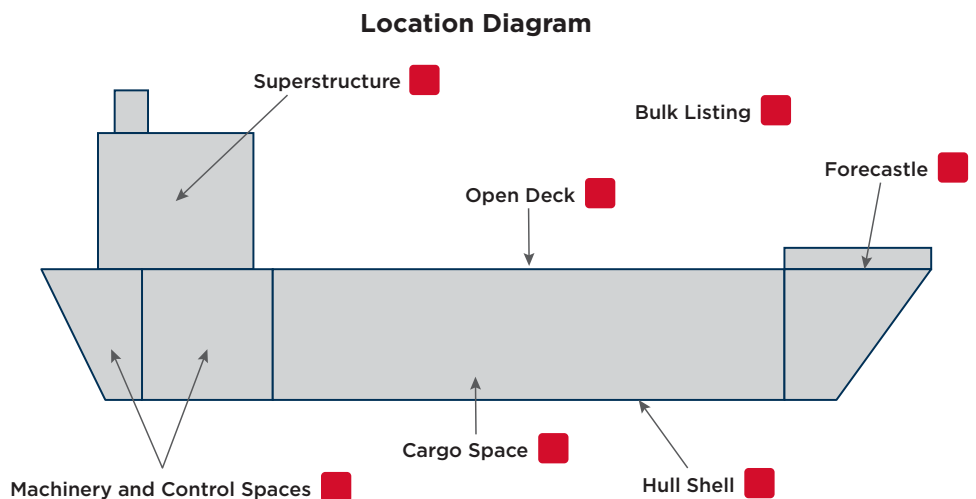 Location Diagram
Superstructure
Bulk Listing
Forecastle
Open Deck
Cargo Space
Machinery and Control Spaces
Hull Shell